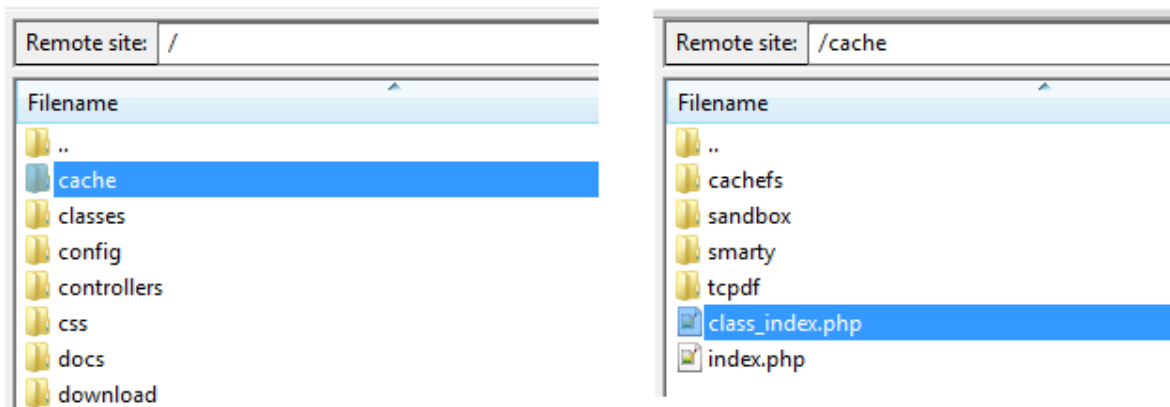 Remote site: /
Filename
..
cache
classes
config
controllers
css
docs
download
Remote site: /cache
Filename
..
cachefs
sandbox
smarty
tcpdf
class_index.php
index.php